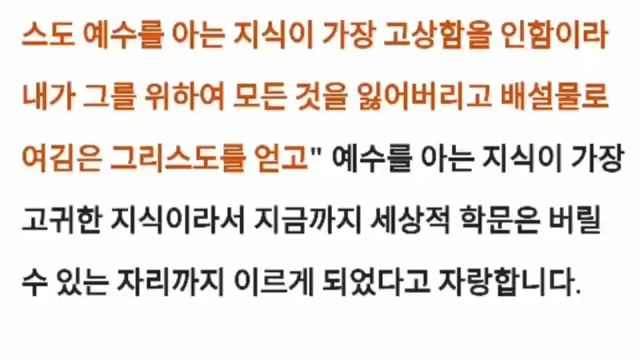 스도 예수를 아는 지식이 가장 고상함을 인함이라
내가 그를 위하여 모든 것을 잃어버리고 배설물로
여김은 그리스도를 얻고" 예수를 아는 지식이 가장
고귀한 지식이라서 지금까지 세상적 학문은 버릴
수 있는 자리까지 이르게 되었다고 자랑합니다.